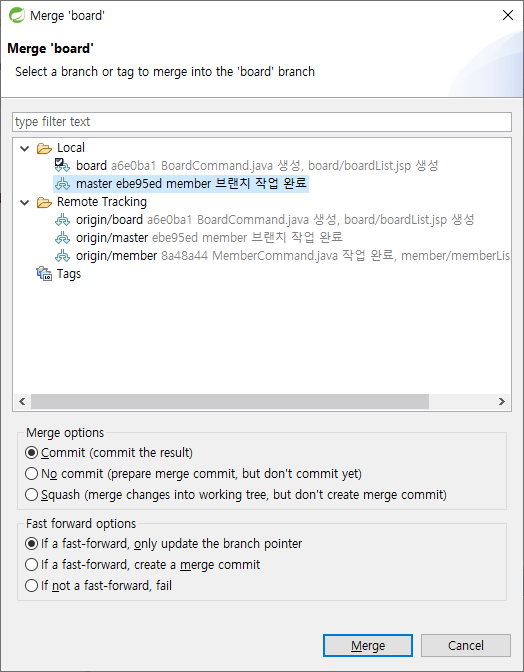 Merge 'board'
Merge 'board'
Select a branch or tag to merge into the 'board' branch
type filter text
Local
board a6e0ba1 BoardCommand.java 생성, board/boardList.jsp 생성
master ebe95ed member 브랜치 작업 완료
Remote Tracking
origin/board a6e0ba1 BoardCommand.java 생성, board/boardList.jsp 생성
origin/master ebe95ed member 브랜치 작업 완료
origin/member 8a48a44 MemberCommand.java 작업 완료, member/memberLis
Tags
Merge options
Commit (commit the result)
No commit (prepare merge commit, but don't commit yet)
Squash (merge changes into working tree, but don't create merge commit)
Fast forward options
If a fast-forward, only update the branch pointer
If a fast-forward, create a merge commit
If not a fast-forward, fail
Merge
Cancel